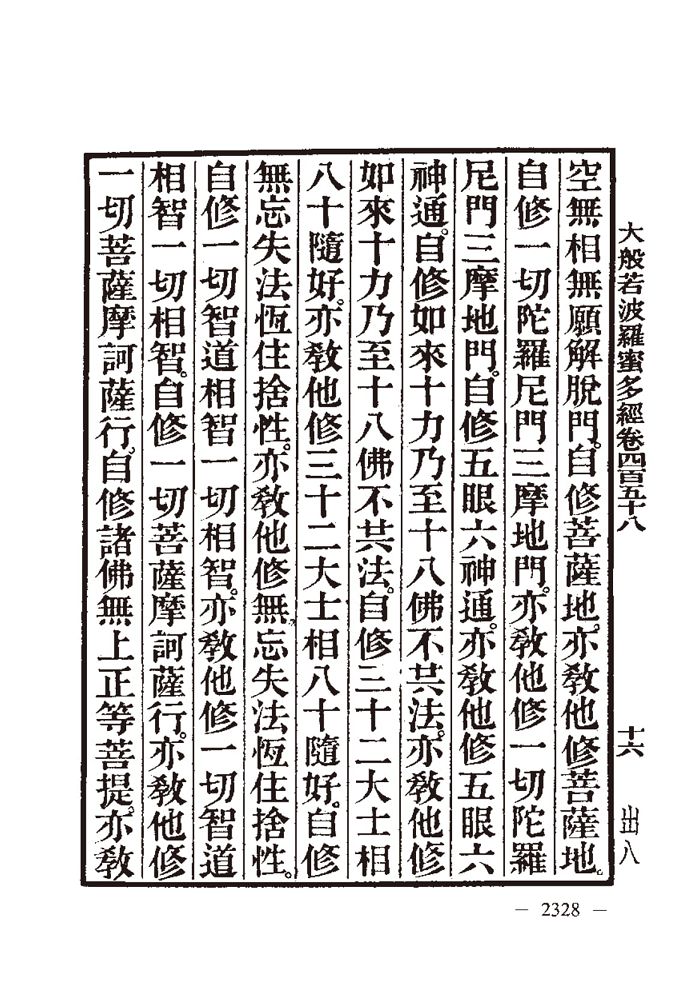 大般若波羅蜜多經卷四百五十八
十六
出八
空無相無願解脫門。自修菩薩地。亦敎他修菩薩地。
自修一切陀羅尼門三摩地門。亦敎他修一切陀羅
尼門三摩地門。自修五眼六神通。亦敎他修五眼六
神通。自修如來十力乃至十八佛不共法。亦敎他修
如來十力乃至十八佛不共法。自修三十二大士相
八十隨好。亦敎他修三十二大士相八十隨好。自修
無忘失法恆住捨性。亦敎他修無忘失法恆住捨性。
自修一切智道相智一切相智。亦敎他修一切智道
相智一切相智。自修一切菩薩摩訶薩行。亦敎他修
一切菩薩摩訶薩行。自修諸佛無上正等菩提。亦敎
— 2328 —